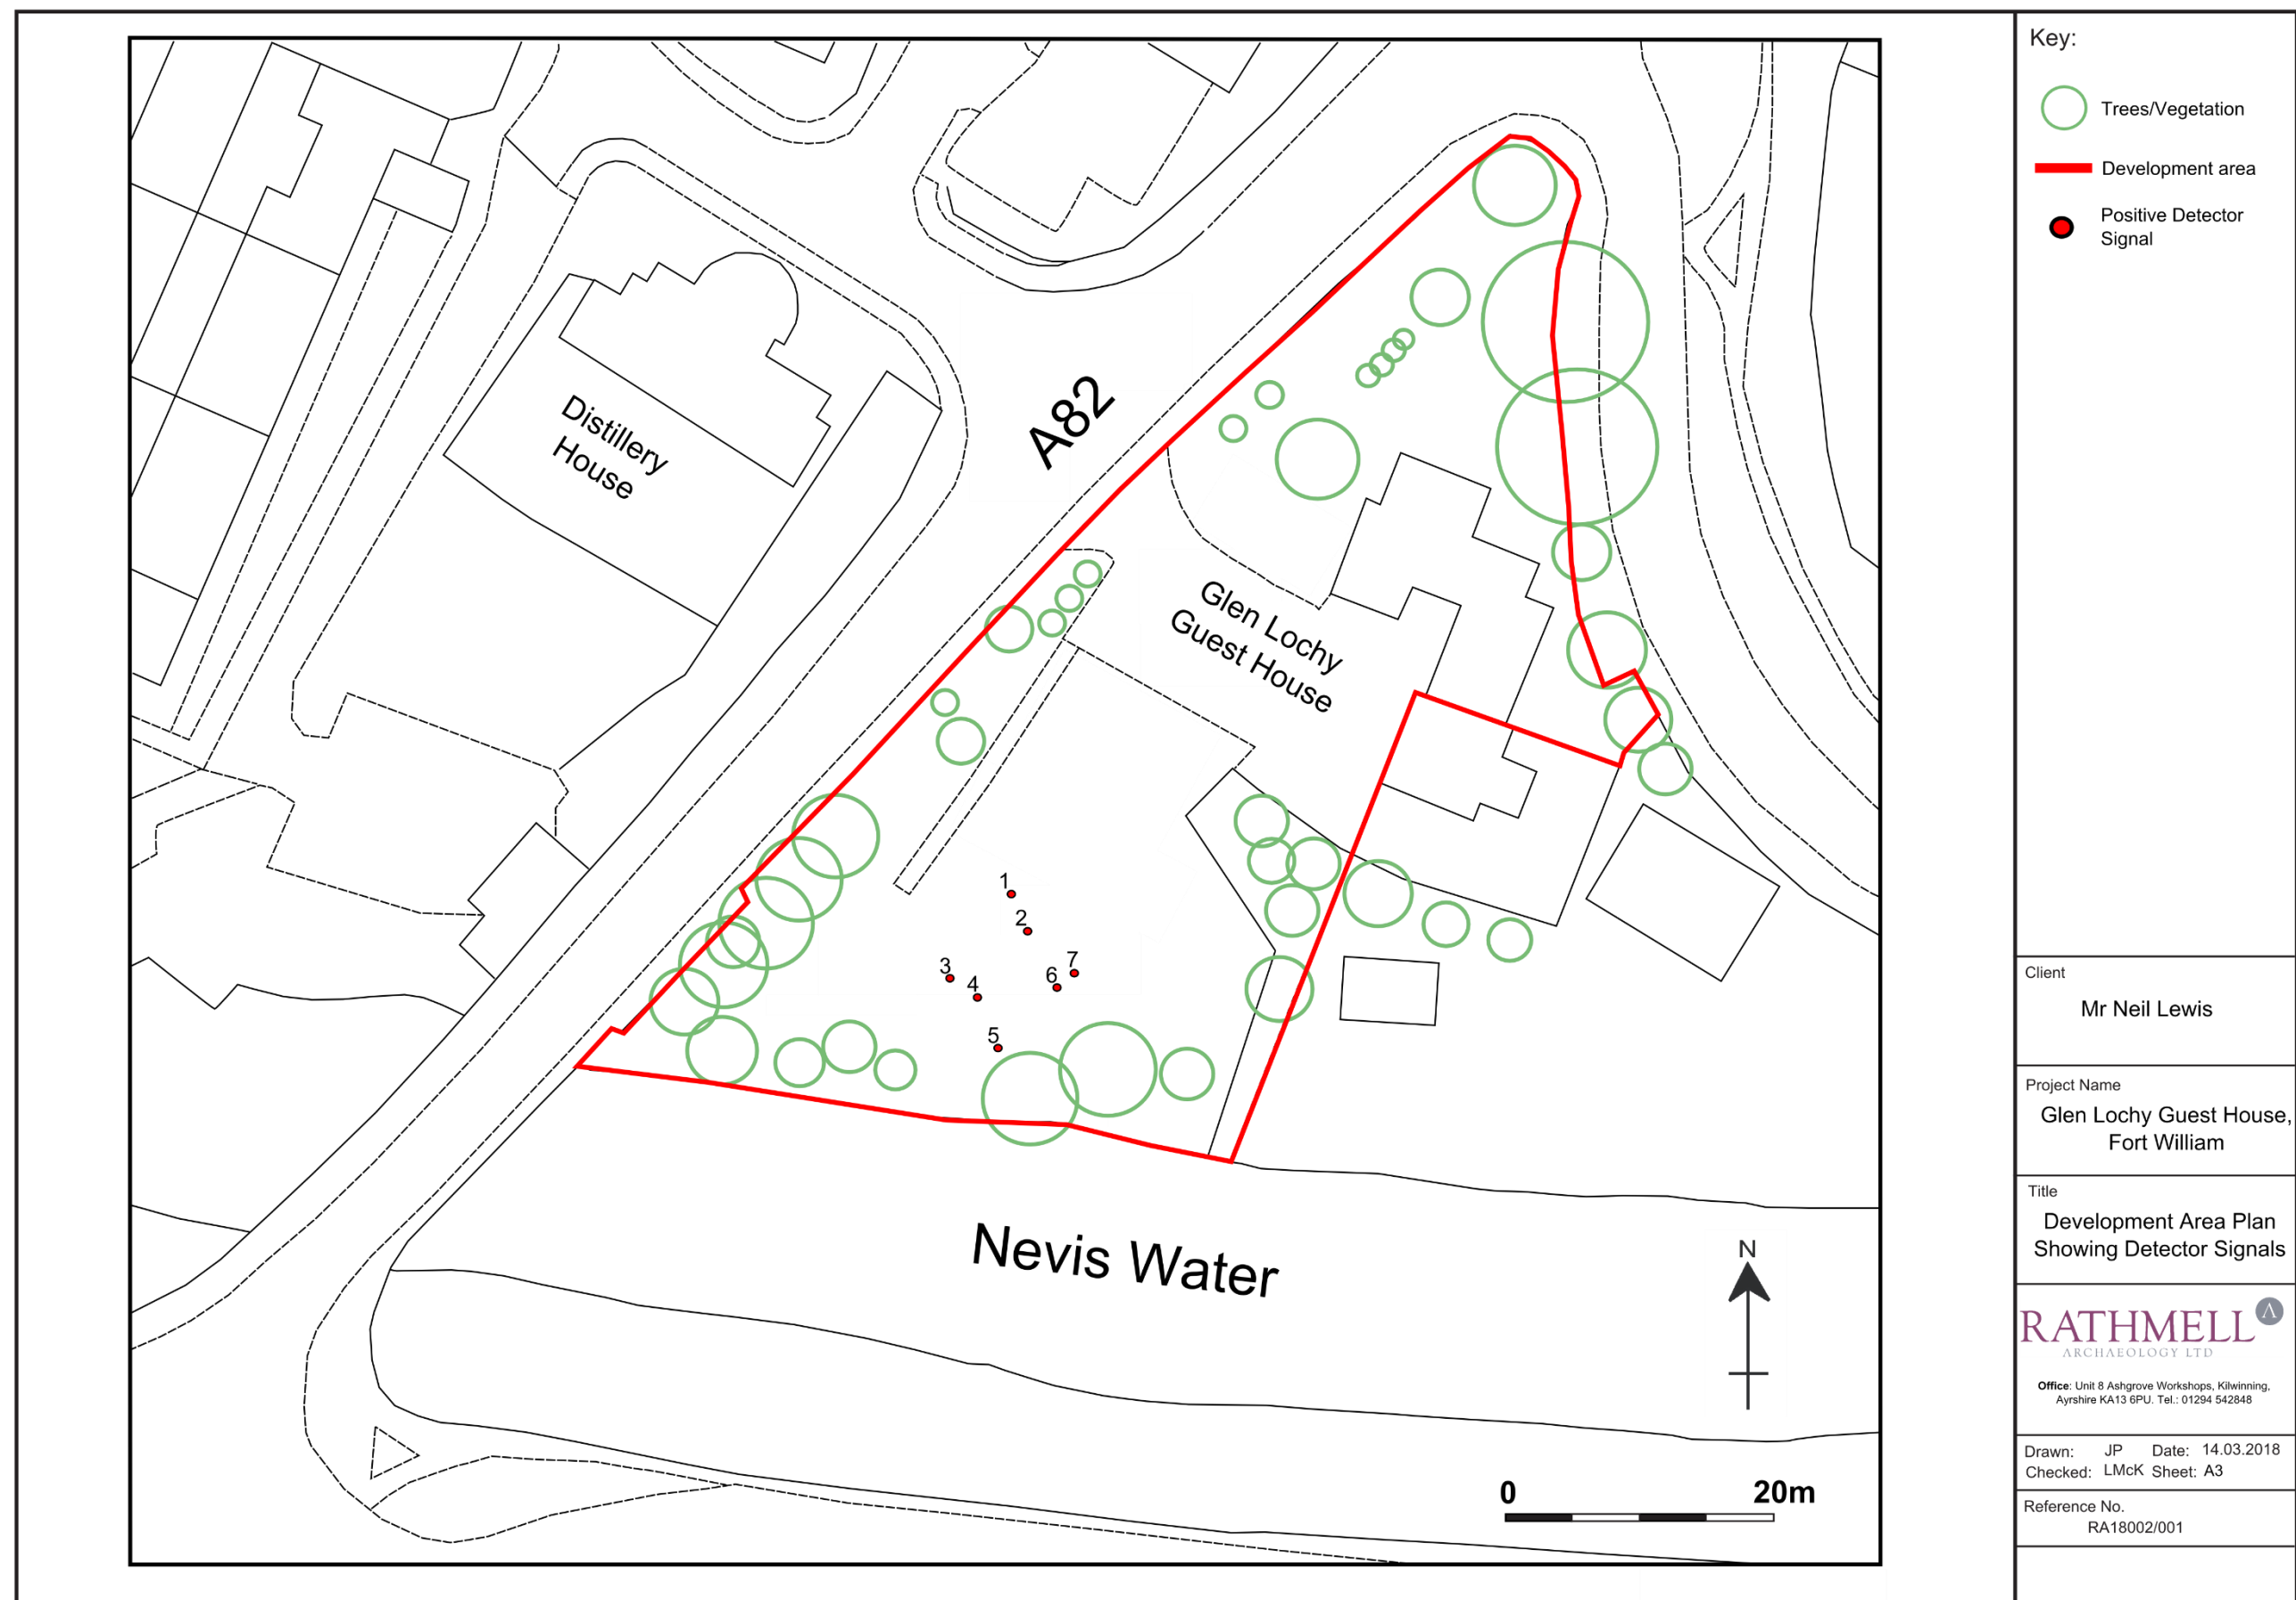 Distillery
House
A82
Glen Lochy
Guest House
1
2
3
4
5
6
7
Nevis Water
N
0 20m
Key:
Trees/Vegetation
Development area
Positive Detector
Signal
Client
Mr Neil Lewis
Project Name
Glen Lochy Guest House,
Fort William
Title
Development Area Plan
Showing Detector Signals
RATHMELL Λ
ΛRCHΛEOLOGY LTD
Office: Unit 8 Ashgrove Workshops, Kilwinning,
Ayrshire KA13 6PU. Tel.: 01294 542848
Drawn: JP Date: 14.03.2018
Checked: LMcK Sheet: A3
Reference No.
RA18002/001